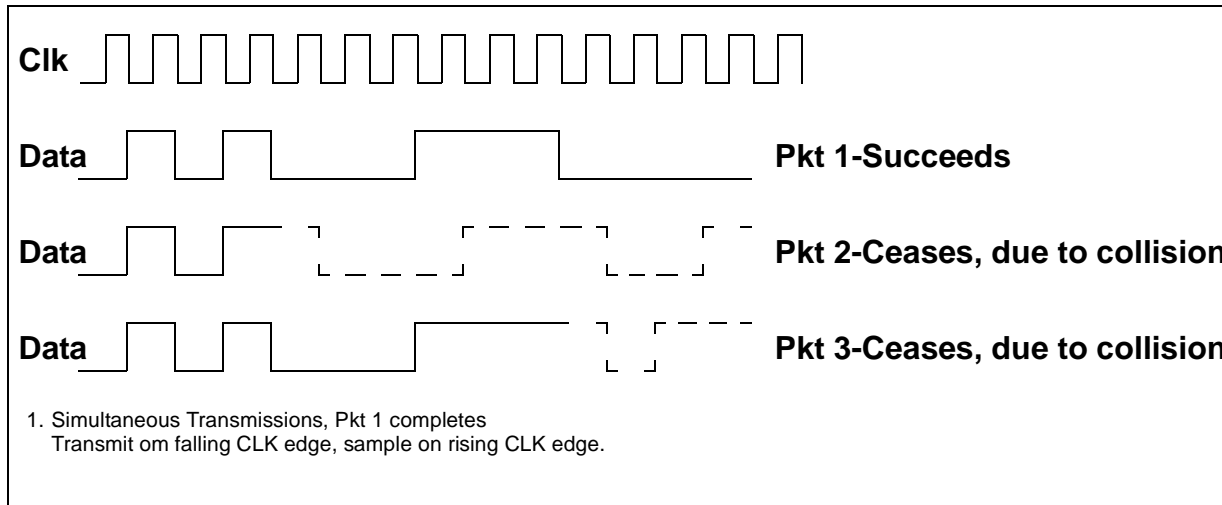 Clk
Data
Pkt 1-Succeeds
Data
Pkt 2-Ceases, due to collision
Data
Pkt 3-Ceases, due to collision
1. Simultaneous Transmissions, Pkt 1 completes
Transmit om falling CLK edge, sample on rising CLK edge.